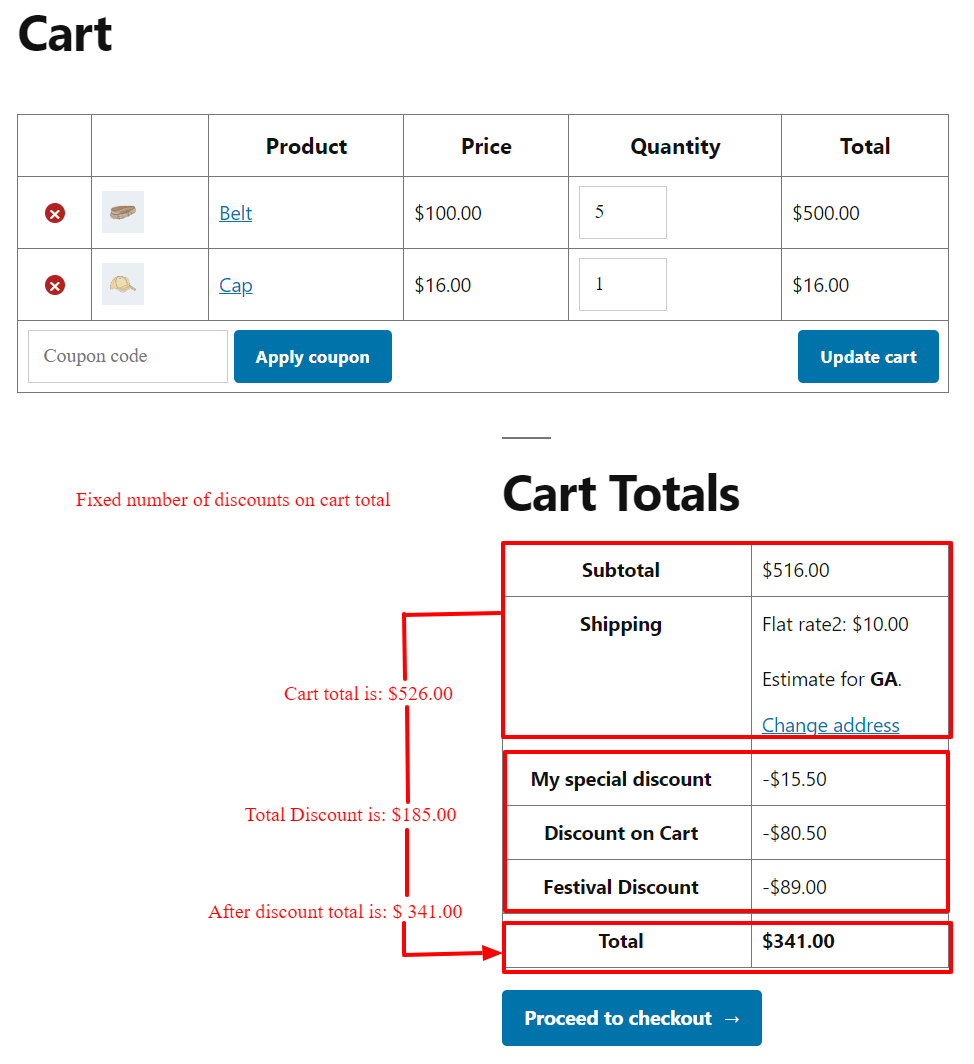 Cart
Product Price Quantity Total
Belt $100.00 5 $500.00
Cap $16.00 1 $16.00
Coupon code Apply coupon Update cart
Cart Totals
Fixed number of discounts on cart total
Subtotal $516.00
Shipping Flat rate2: $10.00
Estimate for GA.
Cart total is: $526.00
Change address
My special discount -$15.50
Total Discount is: $185.00
Discount on Cart -$80.50
Festival Discount -$89.00
After discount total is: $ 341.00
Total $341.00
Proceed to checkout →